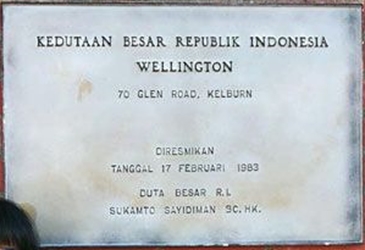 KEDUTAAN BESAR REPUBLIK INDONESIA
WELLINGTON
70 GLEN ROAD, KELBURN
DIRESMIKAN
TANGGAL 17 FEBRUARI 1983
DUTA BESAR R.I.
SUKAMTO SAYIDIMAN SC.HK.